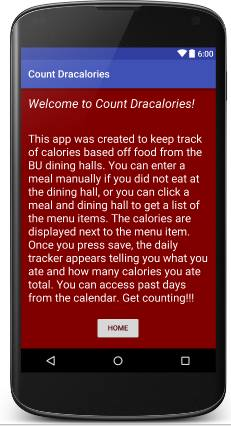 6:00
Count Dracalories
Welcome to Count Dracalories!
This app was created to keep track
of calories based off food from the
BU dining halls. You can enter a
meal manually if you did not eat at
the dining hall, or you can click a
meal and dining hall to get a list of
the menu items. The calories are
displayed next to the menu item.
Once you press save, the daily
tracker appears telling you what you
ate and how many calories you ate
total. You can access past days
from the calendar. Get counting!!!
HOME